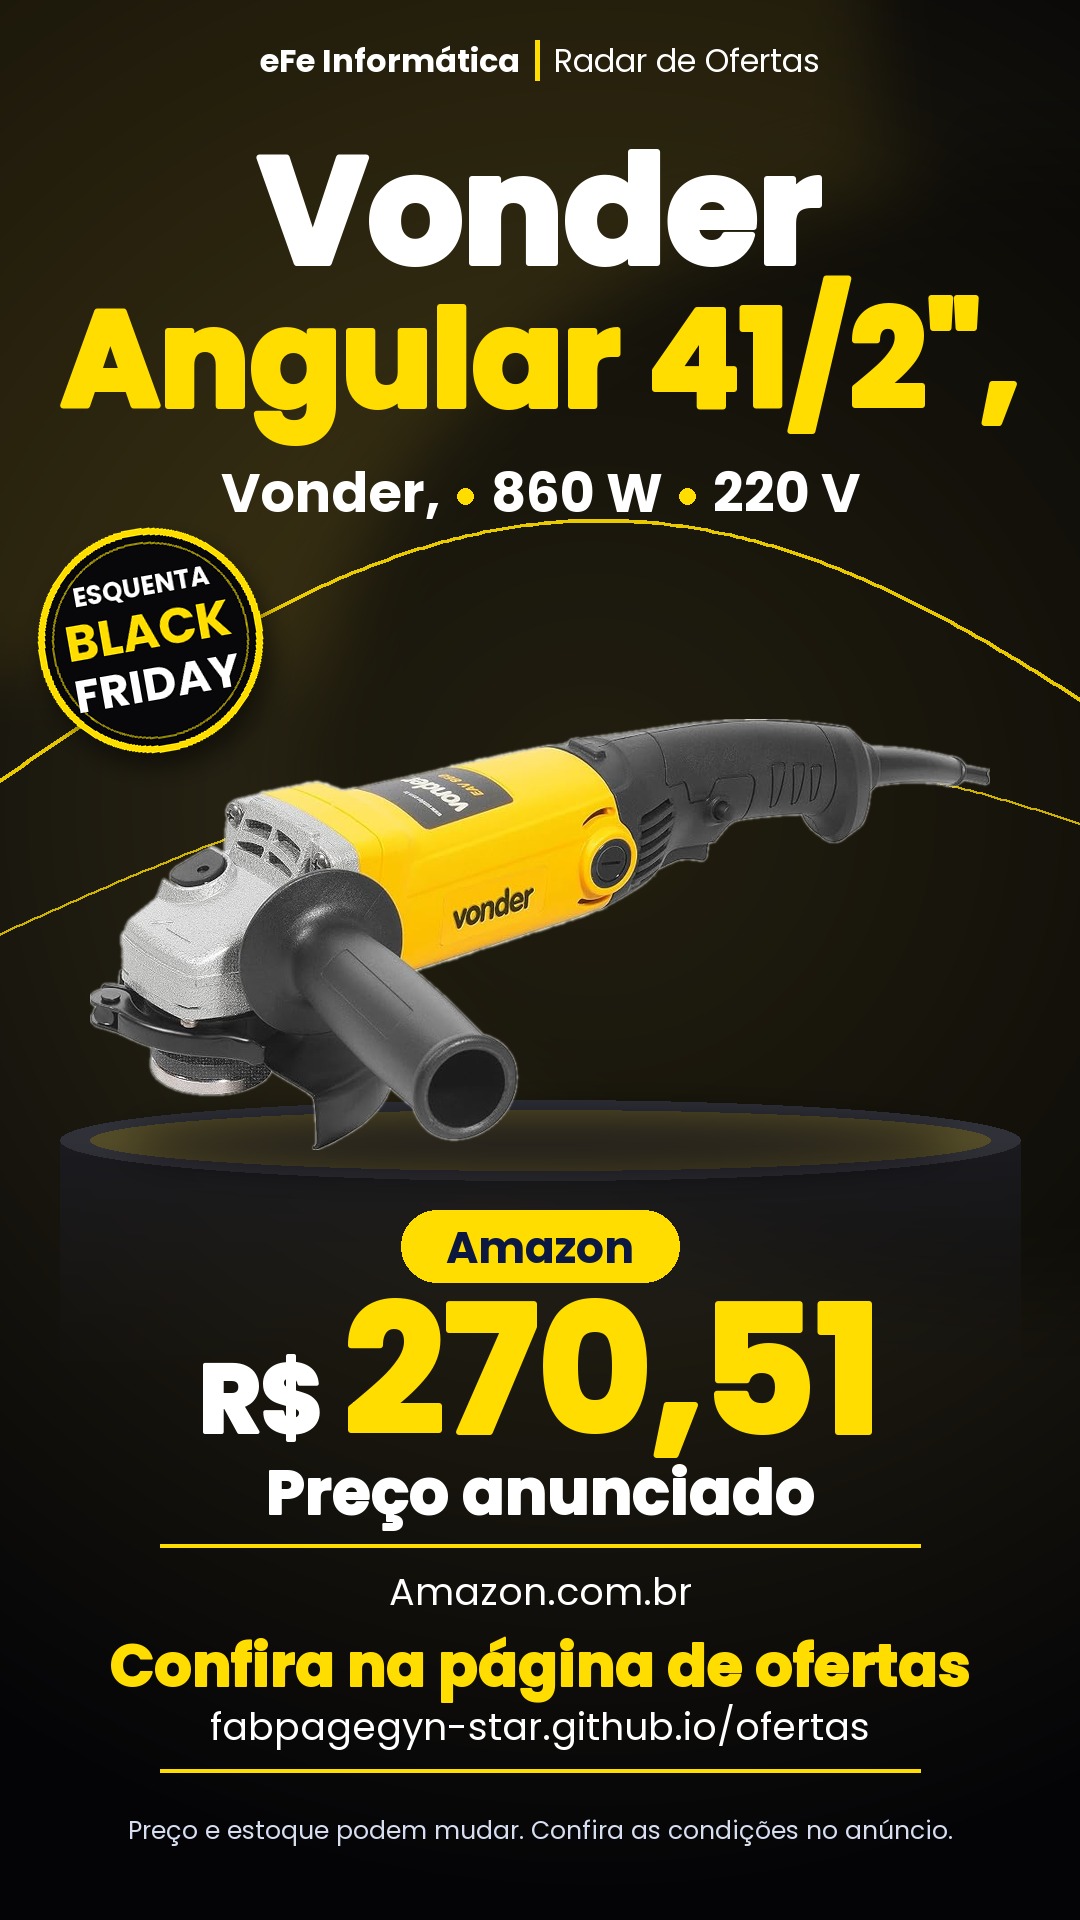 eFe Informática | Radar de Ofertas
Vonder
Angular 41/2",
Vonder, • 860 W • 220 V
ESQUENTA
BLACK
FRIDAY
vonder
EAV 860
vonder
Amazon
R$ 270,51
Preço anunciado
Amazon.com.br
Confira na página de ofertas
fabpagegyn-star.github.io/ofertas
Preço e estoque podem mudar. Confira as condições no anúncio.